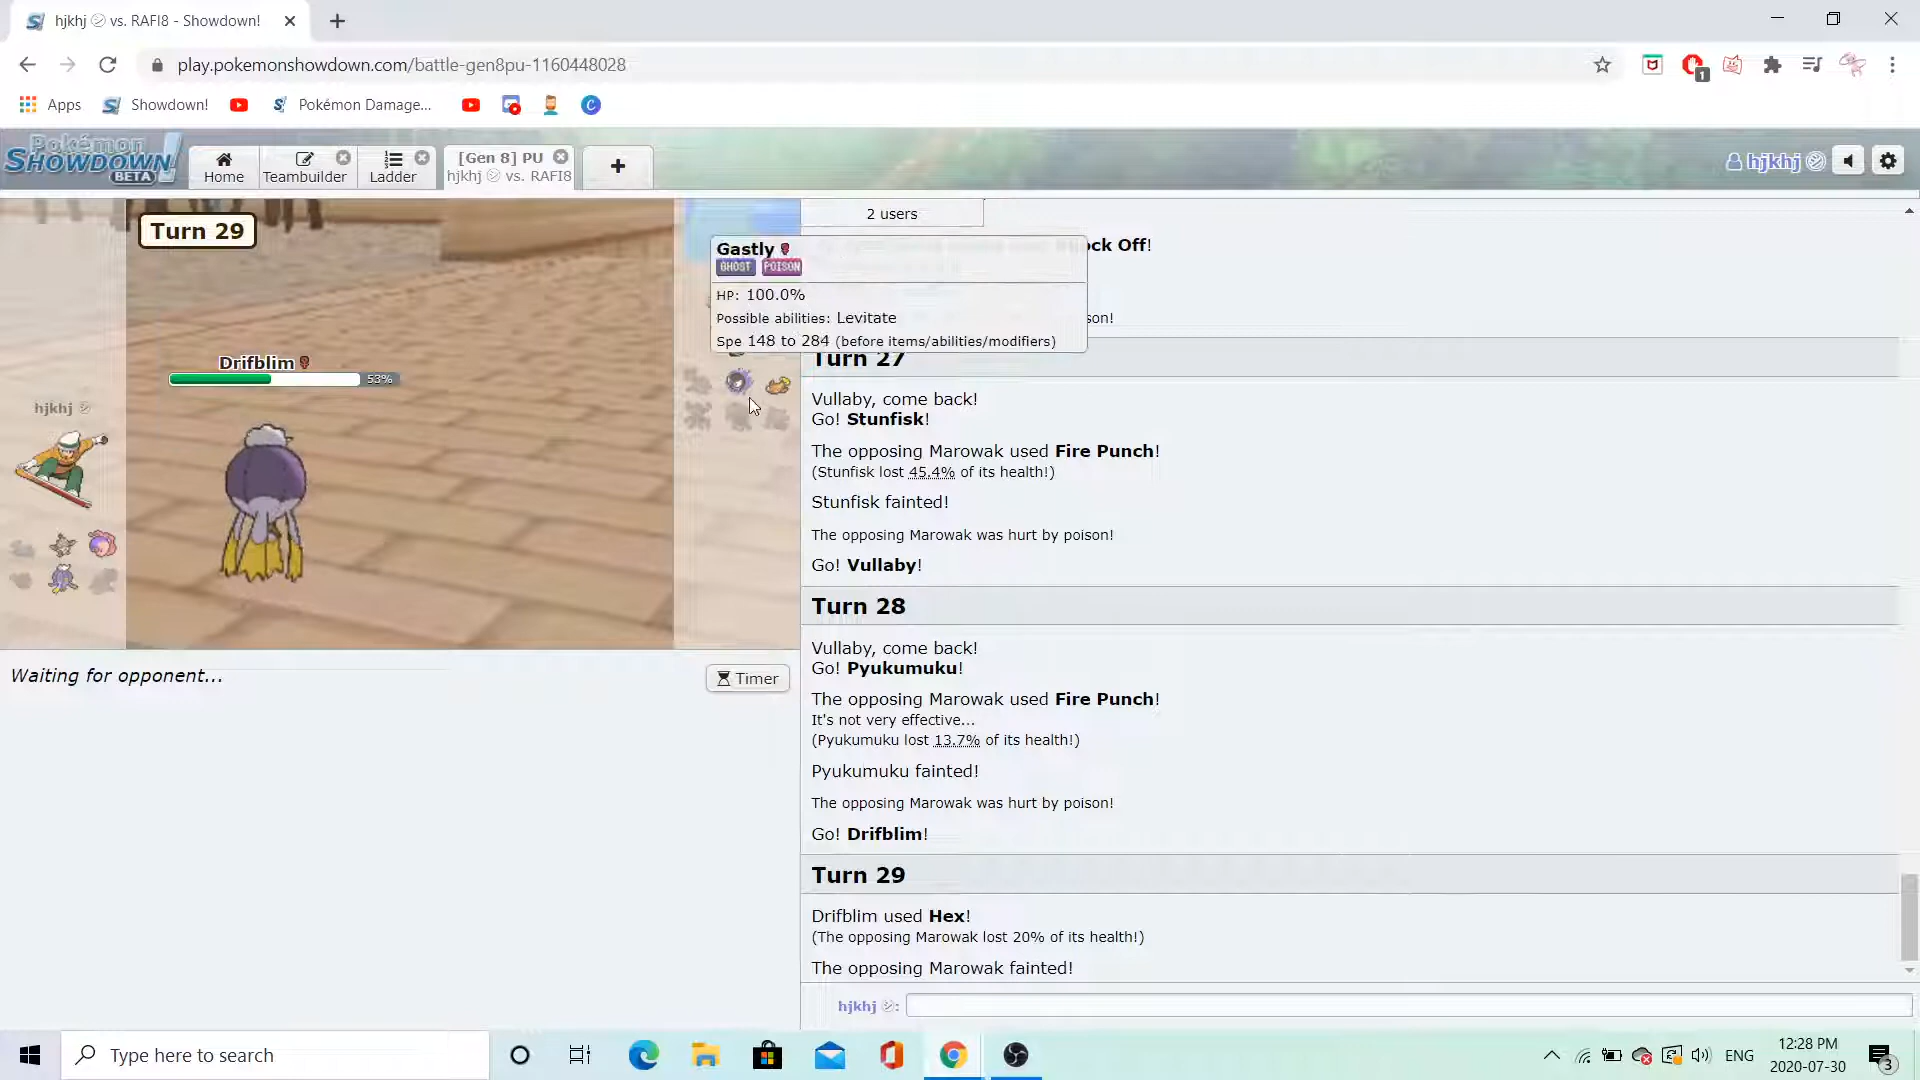 hjkhj vs. RAFI8 - Showdown!
play.pokemonshowdown.com/battle-gen8pu-1160448028
1
Apps
Showdown!
Pokémon Damage...
Pokémon
SHOWDOWN!
BETA
Home
Teambuilder
Ladder
[Gen 8] PU
hjkhj vs. RAFI8
hjkhj
Turn 29
Drifblim
53%
hjkhj
Waiting for opponent...
Timer
Gastly
GHOST POISON
HP: 100.0%
Possible abilities: Levitate
Spe 148 to 284 (before items/abilities/modifiers)
2 users
ock Off!
son!
Turn 27
Vullaby, come back!
Go! Stunfisk!
The opposing Marowak used Fire Punch!
(Stunfisk lost 45.4% of its health!)
Stunfisk fainted!
The opposing Marowak was hurt by poison!
Go! Vullaby!
Turn 28
Vullaby, come back!
Go! Pyukumuku!
The opposing Marowak used Fire Punch!
It's not very effective...
(Pyukumuku lost 13.7% of its health!)
Pyukumuku fainted!
The opposing Marowak was hurt by poison!
Go! Drifblim!
Turn 29
Drifblim used Hex!
(The opposing Marowak lost 20% of its health!)
The opposing Marowak fainted!
hjkhj :
Type here to search
ENG
12:28 PM
2020-07-30
3